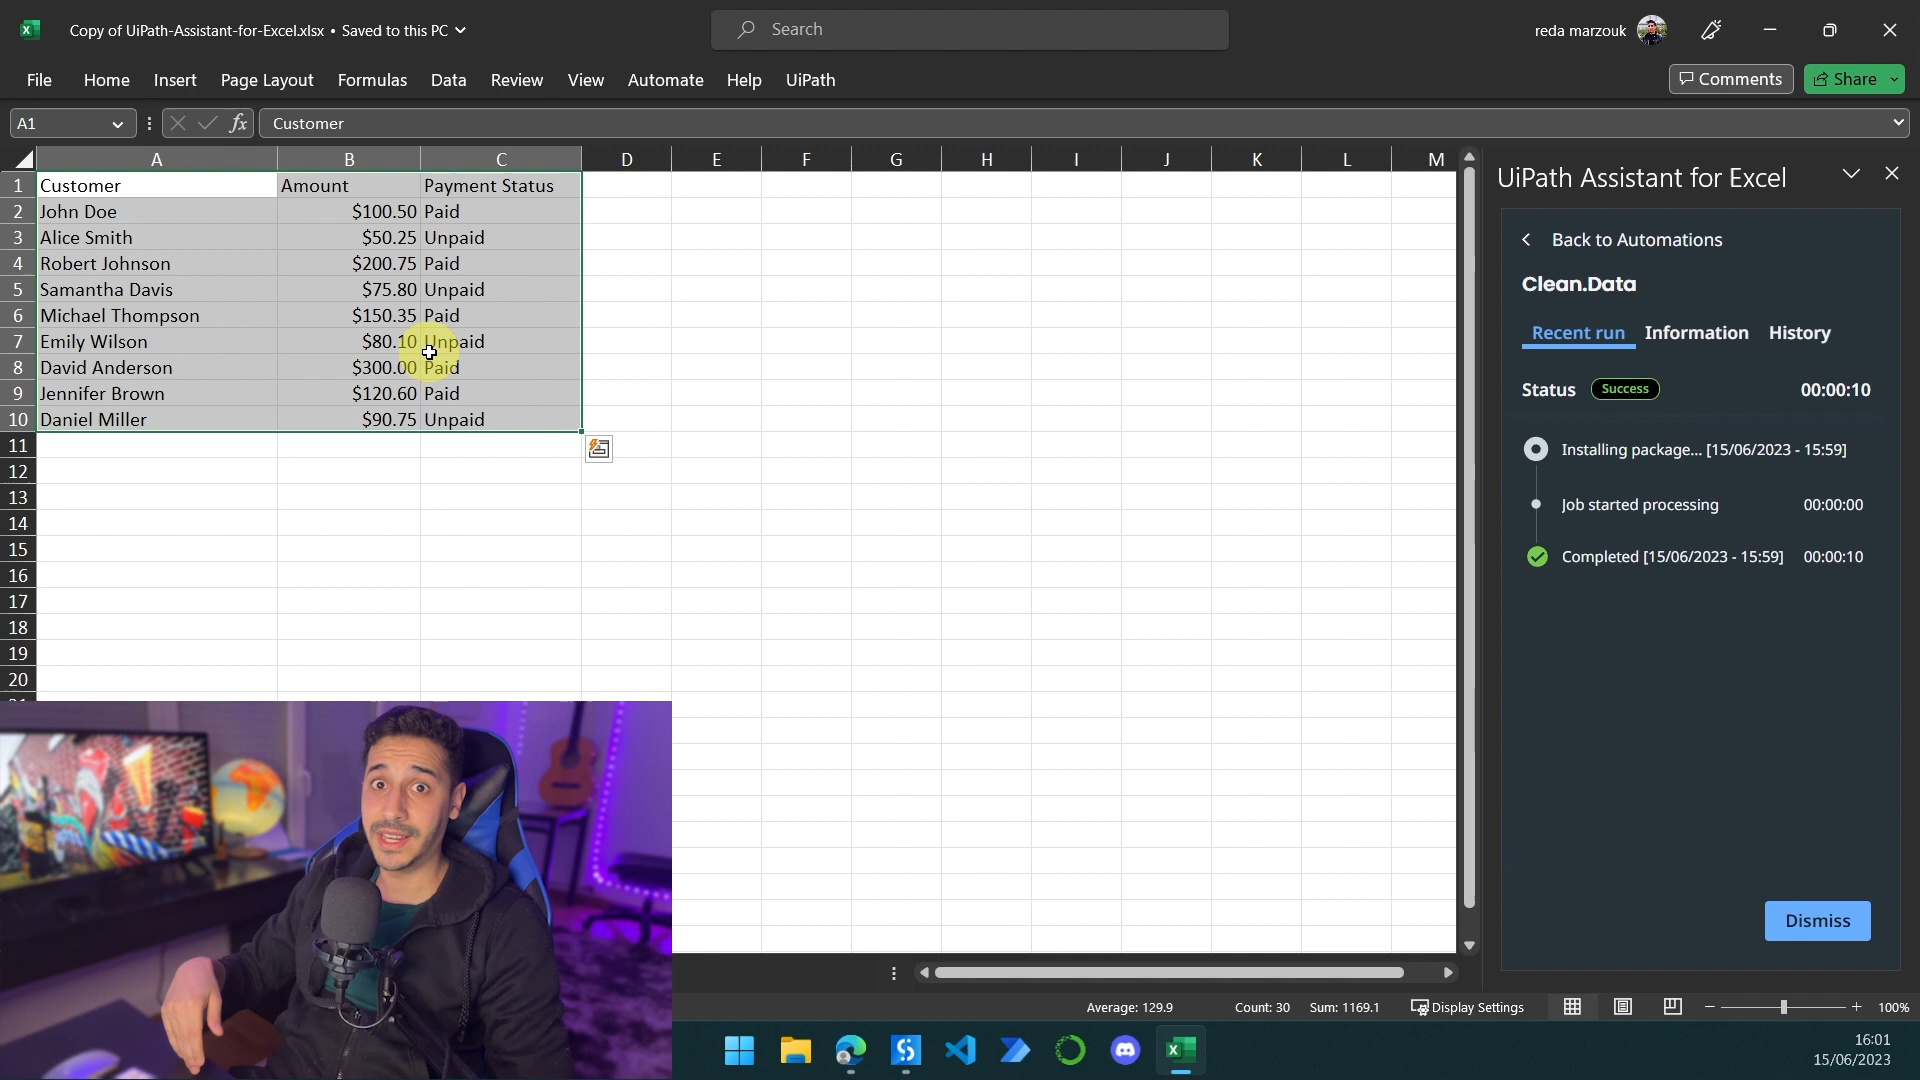 Copy of UiPath-Assistant-for-Excel.xlsx • Saved to this PC
Search
reda marzouk
File Home Insert Page Layout Formulas Data Review View Automate Help UiPath
Comments Share
A1 fx Customer
A B C D E F G H I J K L M
1 Customer Amount Payment Status
2 John Doe $100.50 Paid
3 Alice Smith $50.25 Unpaid
4 Robert Johnson $200.75 Paid
5 Samantha Davis $75.80 Unpaid
6 Michael Thompson $150.35 Paid
7 Emily Wilson $80.10 Unpaid
8 David Anderson $300.00 Paid
9 Jennifer Brown $120.60 Paid
10 Daniel Miller $90.75 Unpaid
11
12
13
14
15
16
17
18
19
20
UiPath Assistant for Excel
Back to Automations
Clean.Data
Recent run Information History
Status Success 00:00:10
Installing package... [15/06/2023 - 15:59]
Job started processing 00:00:00
Completed [15/06/2023 - 15:59] 00:00:10
Dismiss
Average: 129.9 Count: 30 Sum: 1169.1 Display Settings 100%
16:01
15/06/2023